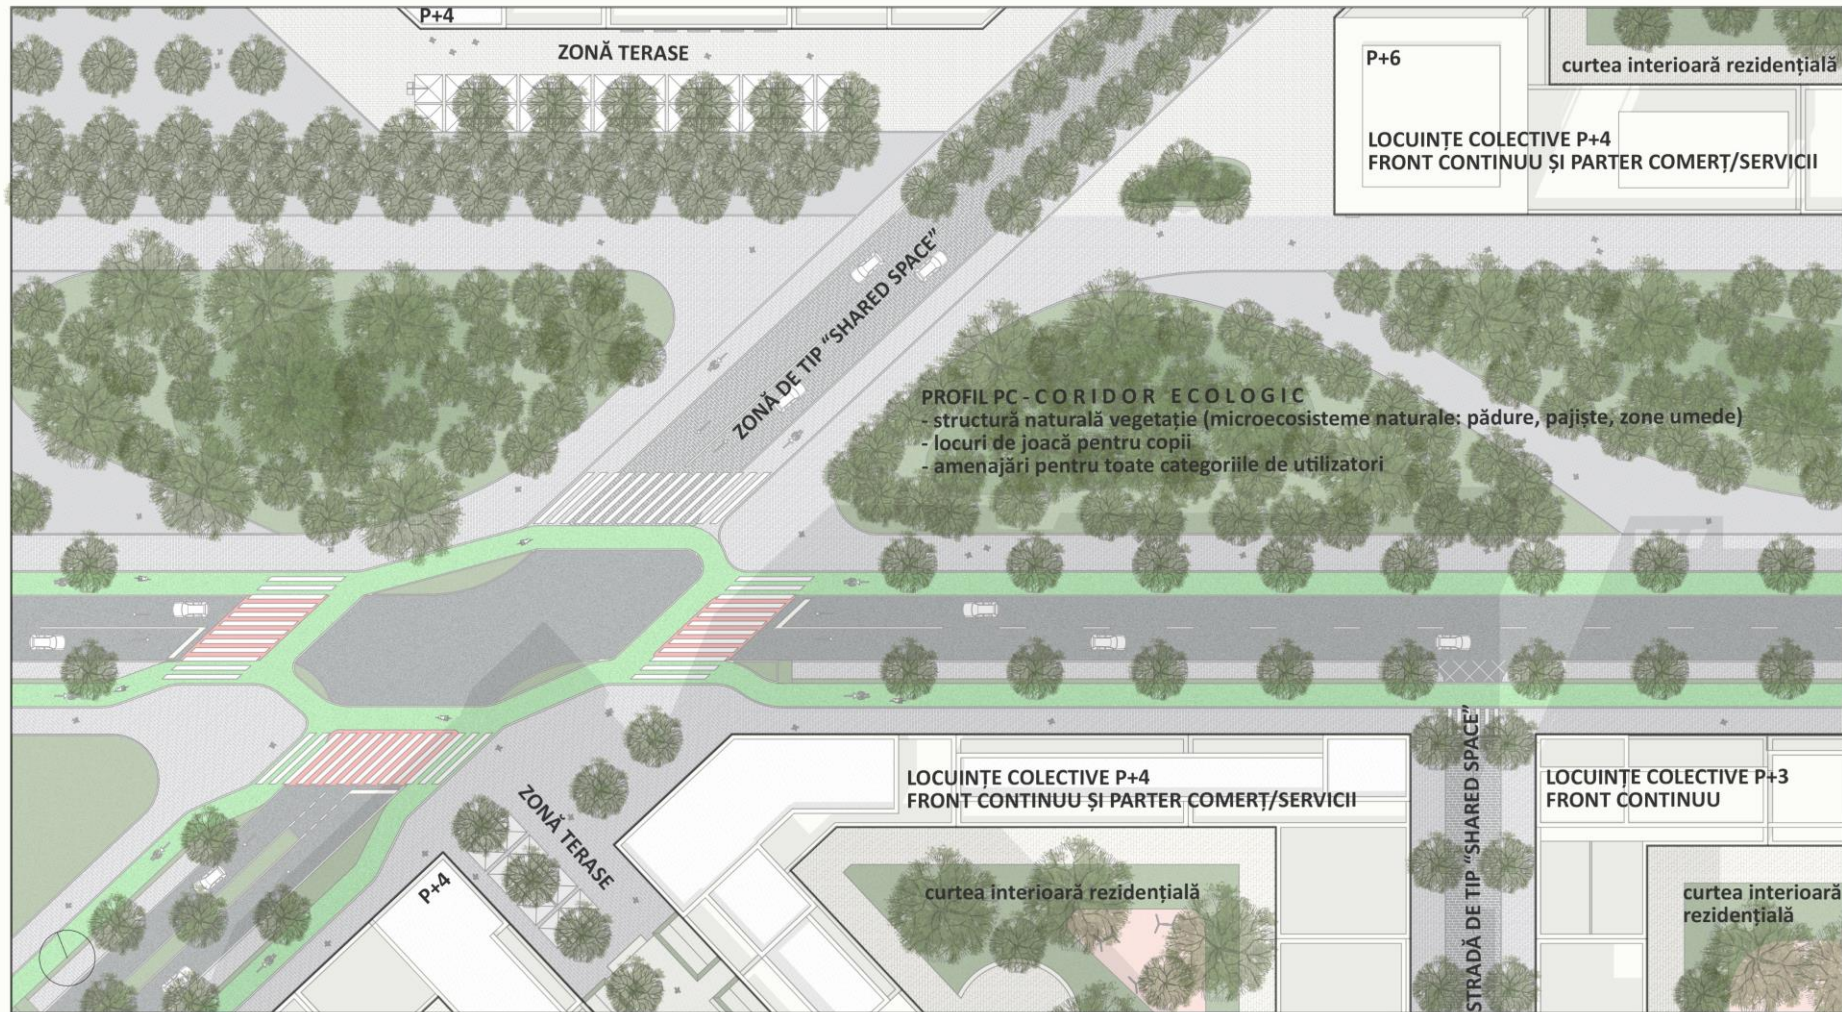 P+4
ZONĂ TERASE
P+6
curtea interioară rezidențială
LOCUINȚE COLECTIVE P+4
FRONT CONTINUU ȘI PARTER COMERȚ/SERVICII
ZONĂ DE TIP "SHARED SPACE"
PROFIL PC - CORIDOR ECOLOGIC
- structură naturală vegetație (microecosisteme naturale: pădure, pajiște, zone umede)
- locuri de joacă pentru copii
- amenajări pentru toate categoriile de utilizatori
LOCUINȚE COLECTIVE P+4
FRONT CONTINUU ȘI PARTER COMERȚ/SERVICII
LOCUINȚE COLECTIVE P+3
FRONT CONTINUU
ZONĂ TERASE
P+4
curtea interioară rezidențială
STRADĂ DE TIP "SHARED SPACE"
curtea interioară
rezidențială